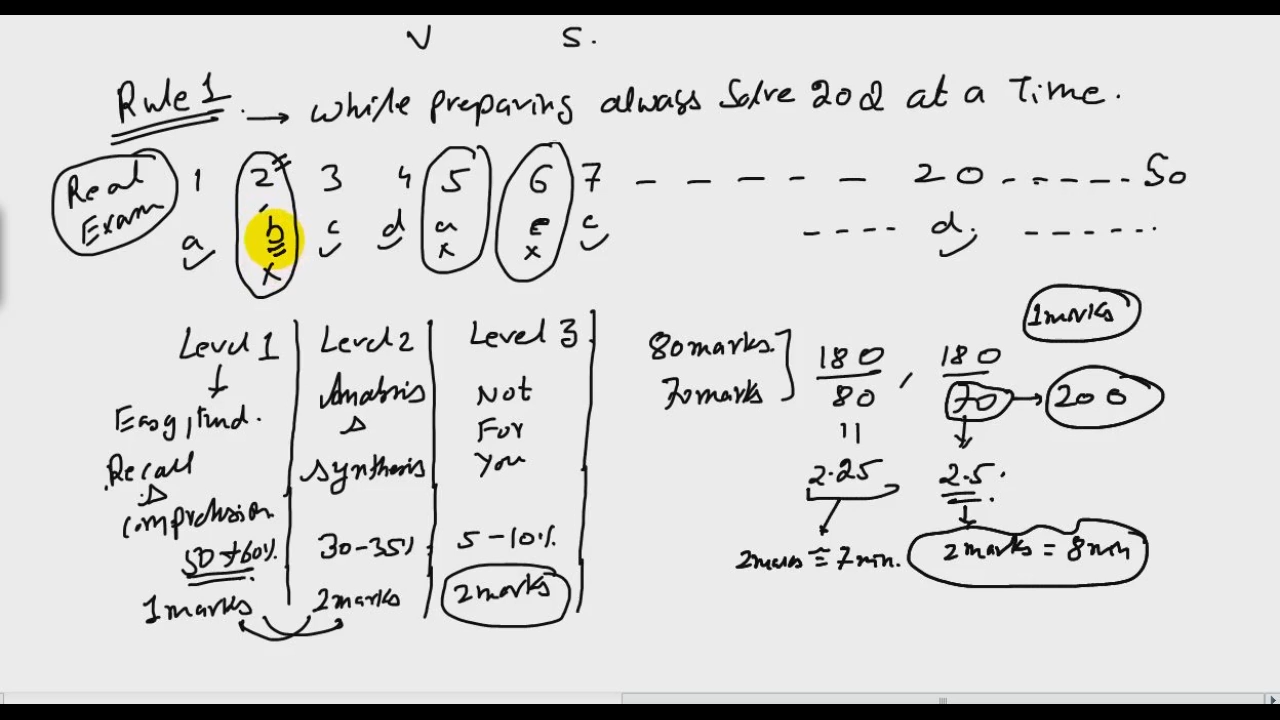 V S.
Rule 1. → while preparing always Solve 20Q at a Time.
Real Exam 1 2 3 4 5 6 7 - - - - - 20 ------ 50
a b c d a c ---- d. ------
x x x
1 marks
Level 1 Level 2 Level 3
80 marks. 180 , 180
70 marks 80 70 → 200
Easy, fund. Not
Recall synthesis For You
comprehension 2.25 2.5.
50 → 60%. 30-35% 5-10%.
2 marks = 7 min. 2 marks = 8 min
1 marks 2 marks 2 marks